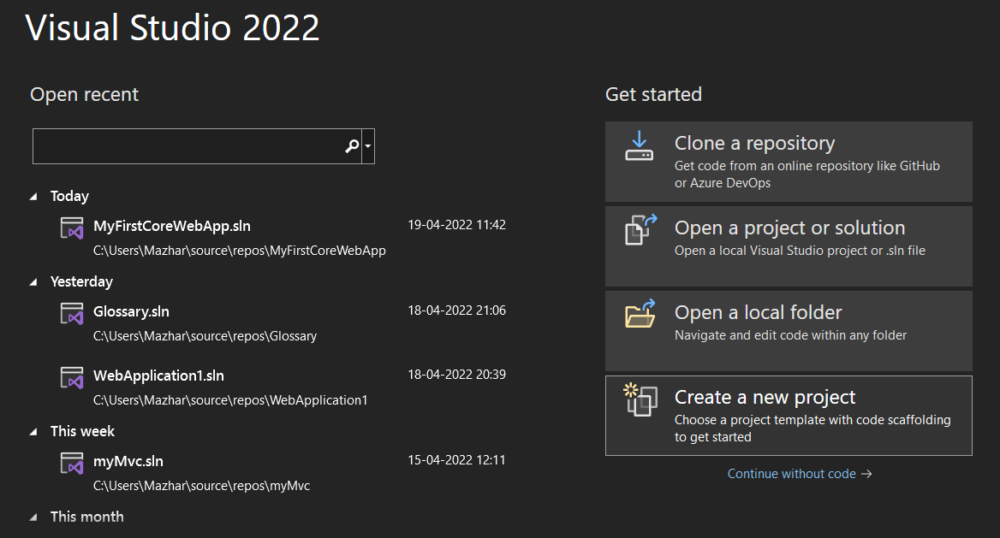 Visual Studio 2022
Open recent
Today
MyFirstCoreWebApp.sln 19-04-2022 11:42
C:\Users\Mazhar\source\repos\MyFirstCoreWebApp
Yesterday
Glossary.sln 18-04-2022 21:06
C:\Users\Mazhar\source\repos\Glossary
WebApplication1.sln 18-04-2022 20:39
C:\Users\Mazhar\source\repos\WebApplication1
This week
myMvc.sln 15-04-2022 12:11
C:\Users\Mazhar\source\repos\myMvc
This month
Get started
Clone a repository
Get code from an online repository like GitHub
or Azure DevOps
Open a project or solution
Open a local Visual Studio project or .sln file
Open a local folder
Navigate and edit code within any folder
Create a new project
Choose a project template with code scaffolding
to get started
Continue without code →